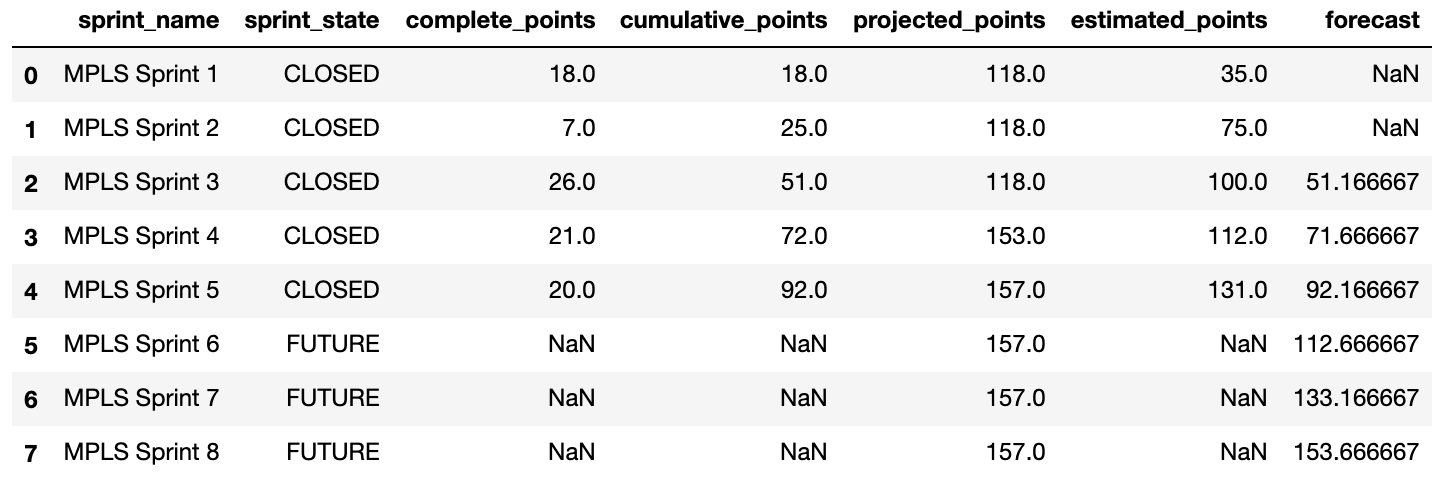 sprint_name sprint_state complete_points cumulative_points projected_points estimated_points forecast
0 MPLS Sprint 1 CLOSED 18.0 18.0 118.0 35.0 NaN
1 MPLS Sprint 2 CLOSED 7.0 25.0 118.0 75.0 NaN
2 MPLS Sprint 3 CLOSED 26.0 51.0 118.0 100.0 51.166667
3 MPLS Sprint 4 CLOSED 21.0 72.0 153.0 112.0 71.666667
4 MPLS Sprint 5 CLOSED 20.0 92.0 157.0 131.0 92.166667
5 MPLS Sprint 6 FUTURE NaN NaN 157.0 NaN 112.666667
6 MPLS Sprint 7 FUTURE NaN NaN 157.0 NaN 133.166667
7 MPLS Sprint 8 FUTURE NaN NaN 157.0 NaN 153.666667